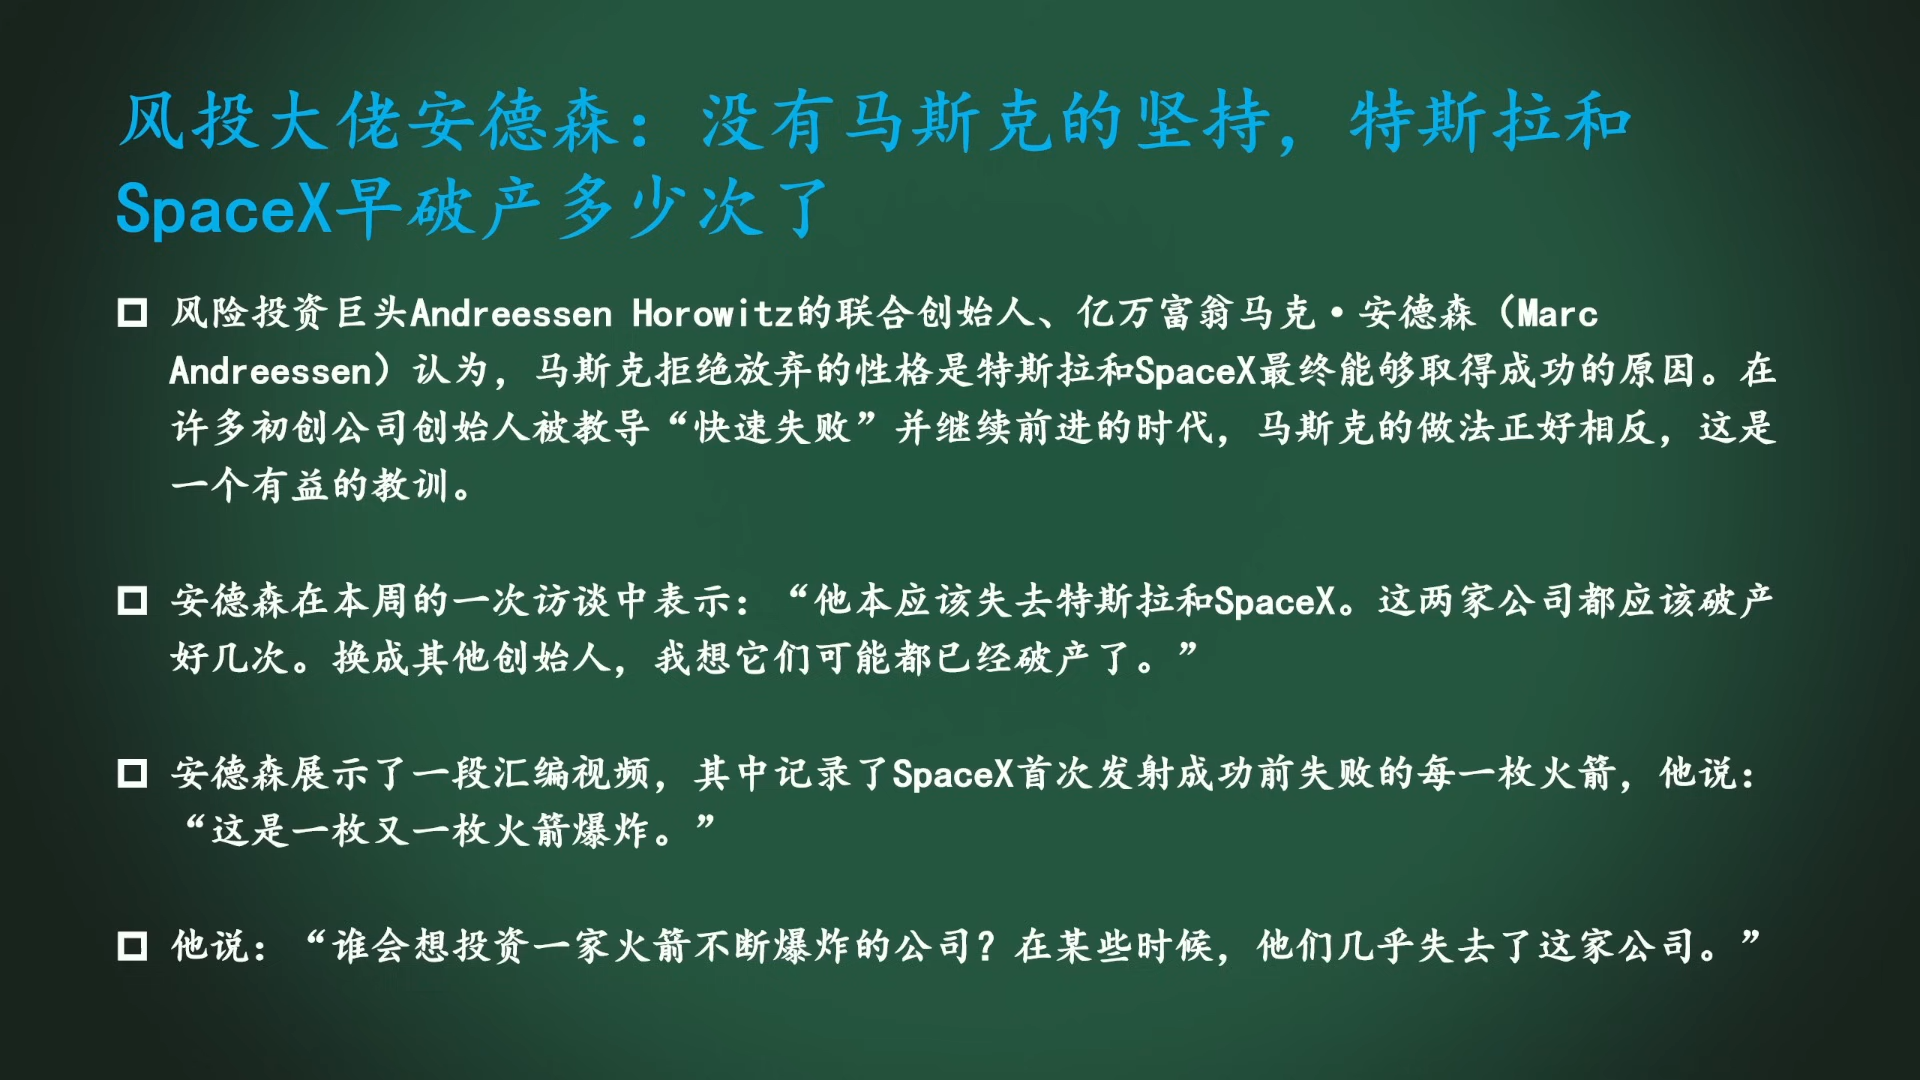 风投大佬安德森：没有马斯克的坚持，特斯拉和
SpaceX早破产多少次了
风险投资巨头Andreessen Horowitz的联合创始人、亿万富翁马克·安德森（Marc
Andreessen）认为，马斯克拒绝放弃的性格是特斯拉和SpaceX最终能够取得成功的原因。在
许多初创公司创始人被教导“快速失败”并继续前进的时代，马斯克的做法正好相反，这是
一个有益的教训。
安德森在本周的一次访谈中表示：“他本应该失去特斯拉和SpaceX。这两家公司都应该破产
好几次。换成其他创始人，我想它们可能都已经破产了。”
安德森展示了一段汇编视频，其中记录了SpaceX首次发射成功前失败的每一枚火箭，他说：
“这是一枚又一枚火箭爆炸。”
他说：“谁会想投资一家火箭不断爆炸的公司？在某些时候，他们几乎失去了这家公司。”